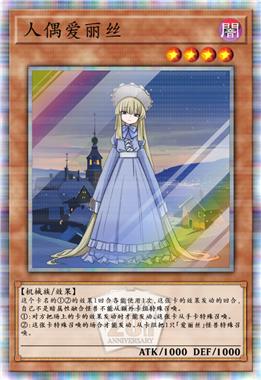 人偶爱丽丝
闇
[机械族/效果]
这个卡名的①②的效果1回合各能使用1次,这张卡的效果发动的回合,
自己不是暗属性融合怪兽不能从额外卡组特殊召唤。
①:对方把场上的卡的效果发动时才能发动。这张卡从手卡特殊召唤。
②:这张卡特殊召唤的场合才能发动。从卡组把1只「爱丽丝」怪兽特殊召
唤。
ANNIVERSARY
ATK/1000 DEF/1000